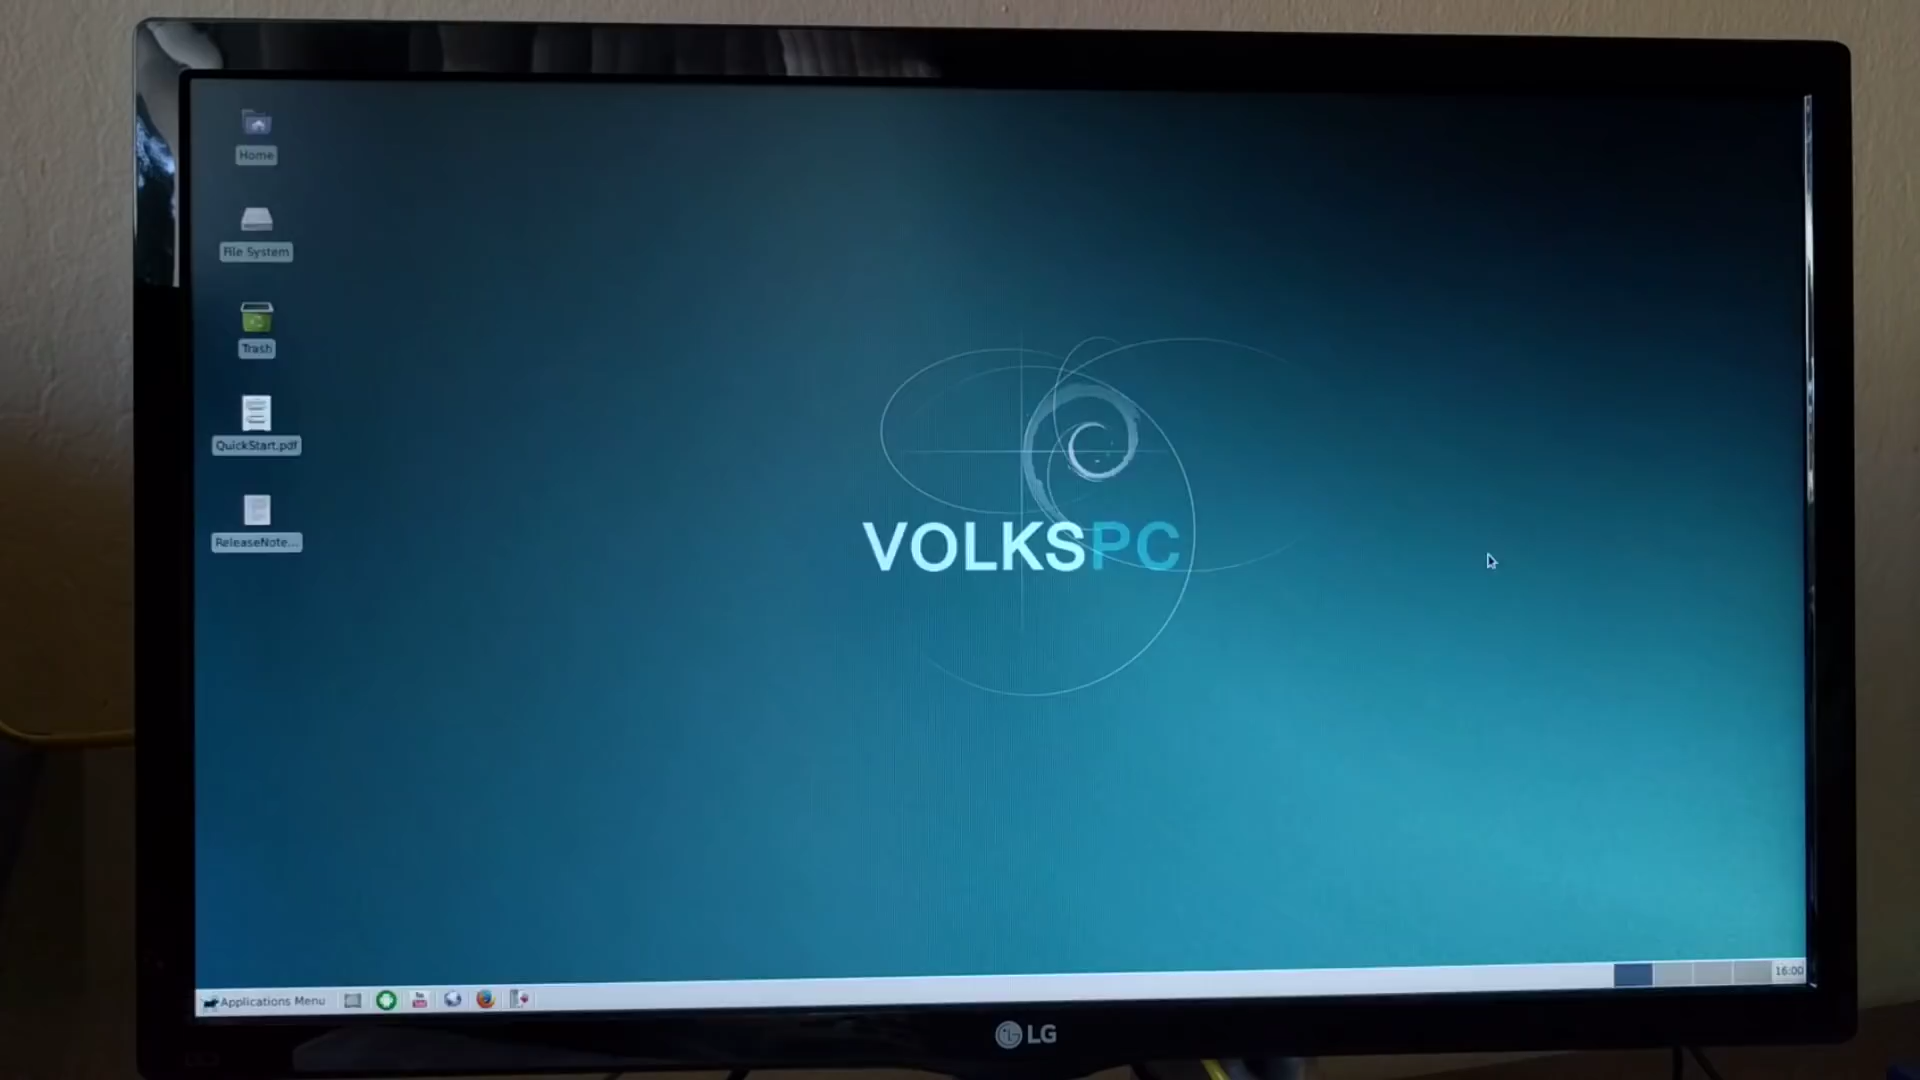 Home
File System
Trash
QuickStart.pdf
ReleaseNote...
VOLKSPC
Applications Menu
16:00
LG